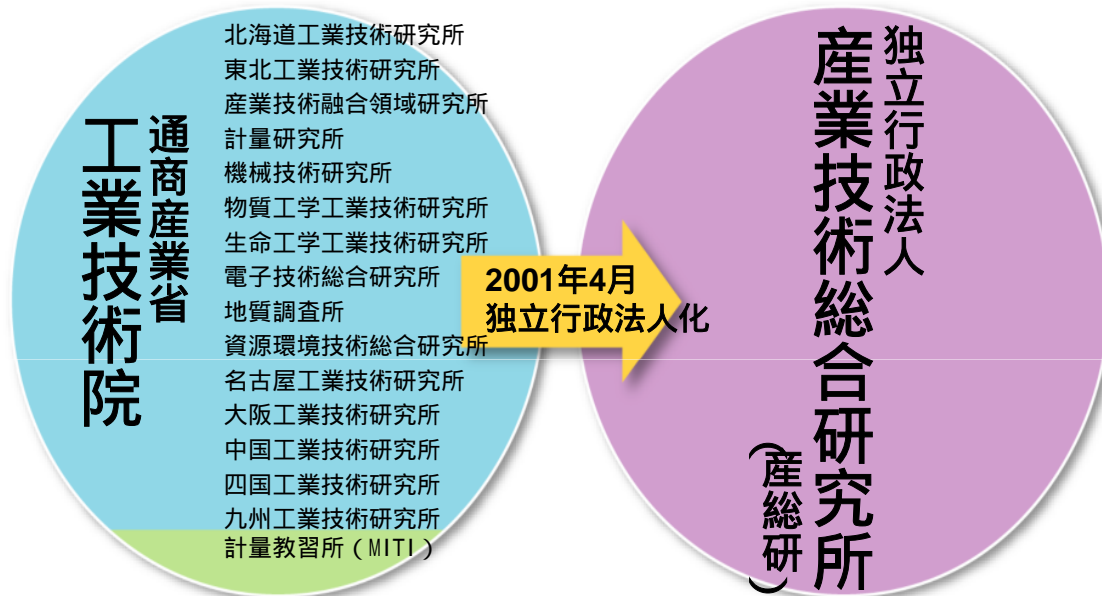 通商産業省
工業技術院
北海道工業技術研究所
東北工業技術研究所
産業技術融合領域研究所
計量研究所
機械技術研究所
物質工学工業技術研究所
生命工学工業技術研究所
電子技術総合研究所
地質調査所
資源環境技術総合研究所
名古屋工業技術研究所
大阪工業技術研究所
中国工業技術研究所
四国工業技術研究所
九州工業技術研究所
計量教習所（MITI）
2001年4月
独立行政法人化
独立行政法人
産業技術総合研究所
（産総研）